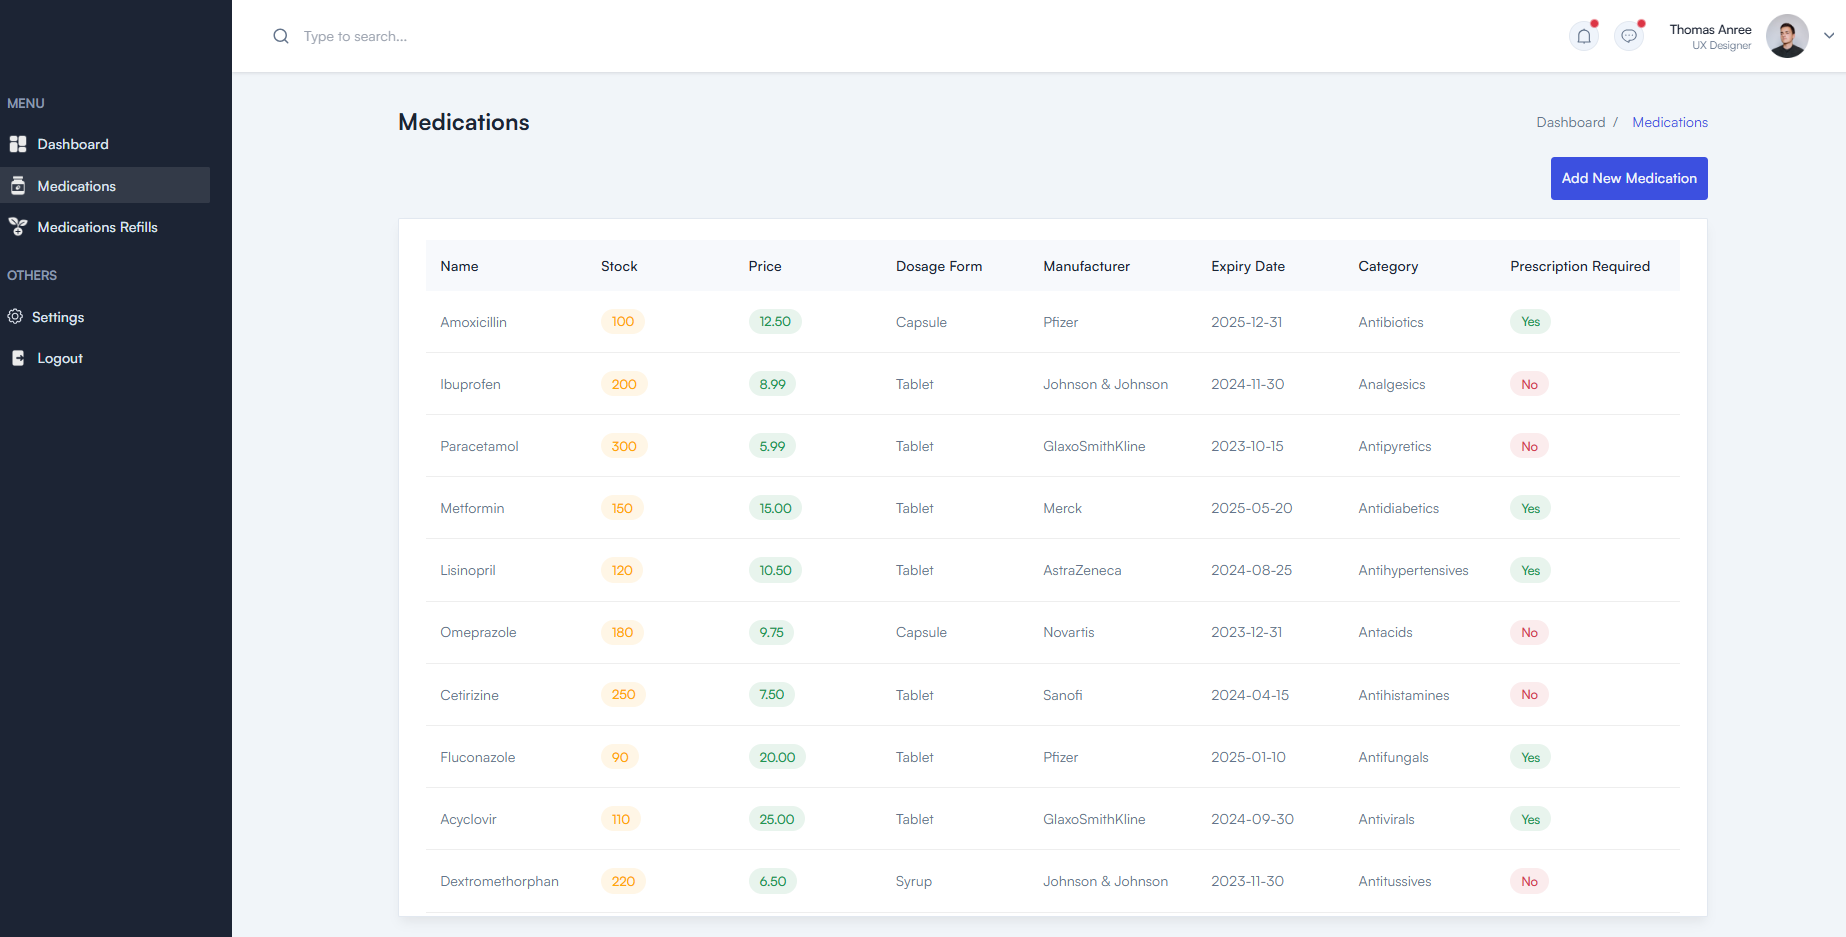 Type to search...
Thomas Anree
UX Designer
MENU
Dashboard
Medications
Medications Refills
OTHERS
Settings
Logout
Medications
Dashboard / Medications
Add New Medication
Name Stock Price Dosage Form Manufacturer Expiry Date Category Prescription Required
Amoxicillin 100 12.50 Capsule Pfizer 2025-12-31 Antibiotics Yes
Ibuprofen 200 8.99 Tablet Johnson & Johnson 2024-11-30 Analgesics No
Paracetamol 300 5.99 Tablet GlaxoSmithKline 2023-10-15 Antipyretics No
Metformin 150 15.00 Tablet Merck 2025-05-20 Antidiabetics Yes
Lisinopril 120 10.50 Tablet AstraZeneca 2024-08-25 Antihypertensives Yes
Omeprazole 180 9.75 Capsule Novartis 2023-12-31 Antacids No
Cetirizine 250 7.50 Tablet Sanofi 2024-04-15 Antihistamines No
Fluconazole 90 20.00 Tablet Pfizer 2025-01-10 Antifungals Yes
Acyclovir 110 25.00 Tablet GlaxoSmithKline 2024-09-30 Antivirals Yes
Dextromethorphan 220 6.50 Syrup Johnson & Johnson 2023-11-30 Antitussives No